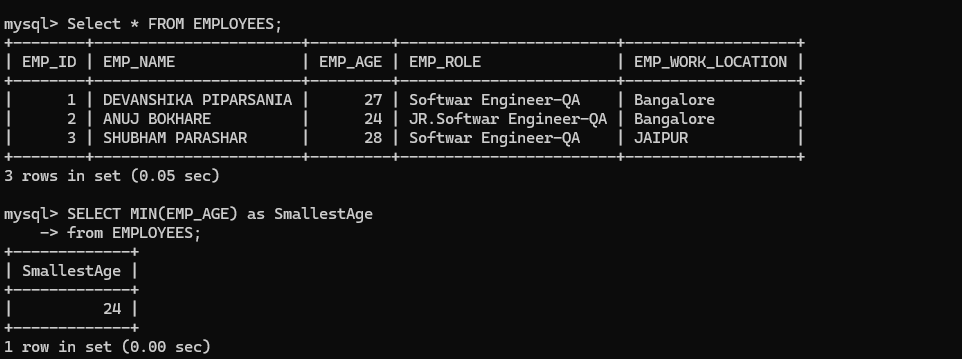 mysql> Select * FROM EMPLOYEES;
+--------+-----------------------+---------+------------------------+-------------------+
| EMP_ID | EMP_NAME              | EMP_AGE | EMP_ROLE               | EMP_WORK_LOCATION |
+--------+-----------------------+---------+------------------------+-------------------+
|      1 | DEVANSHIKA PIPARSANIA |      27 | Softwar Engineer-QA    | Bangalore         |
|      2 | ANUJ BOKHARE          |      24 | JR.Softwar Engineer-QA | Bangalore         |
|      3 | SHUBHAM PARASHAR      |      28 | Softwar Engineer-QA    | JAIPUR            |
+--------+-----------------------+---------+------------------------+-------------------+
3 rows in set (0.05 sec)
mysql> SELECT MIN(EMP_AGE) as SmallestAge
    -> from EMPLOYEES;
+-------------+
| SmallestAge |
+-------------+
|          24 |
+-------------+
1 row in set (0.00 sec)